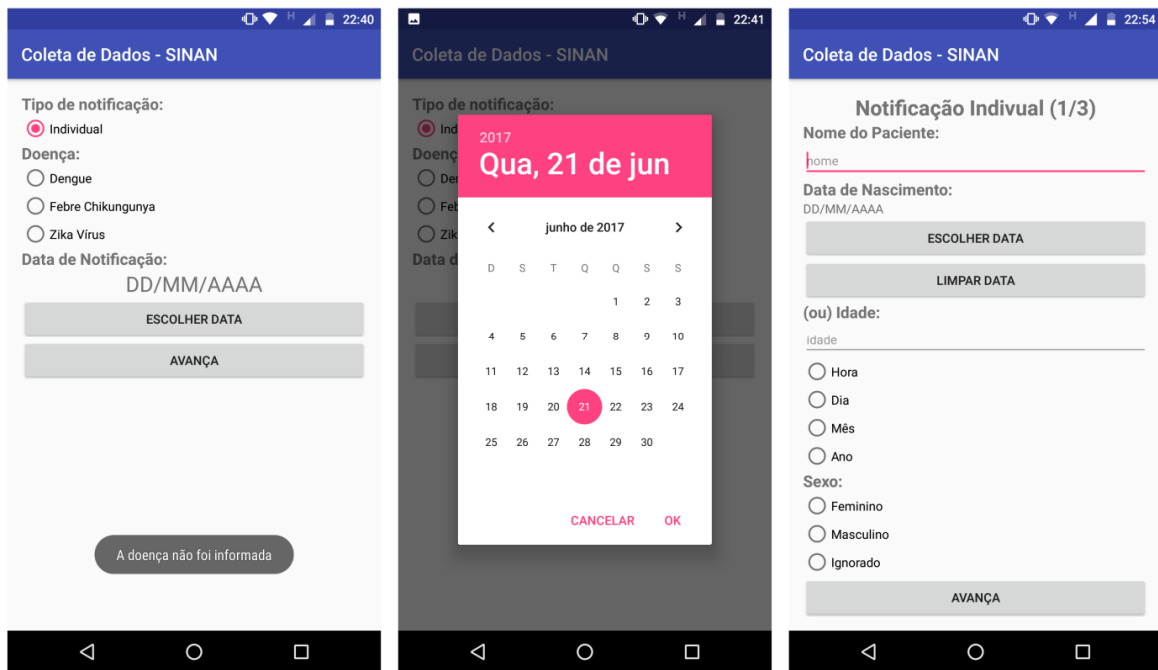 H 22:40
Coleta de Dados - SINAN
Tipo de notificação:
Individual
Doença:
Dengue
Febre Chikungunya
Zika Vírus
Data de Notificação:
DD/MM/AAAA
ESCOLHER DATA
AVANÇA
A doença não foi informada
H 22:41
Coleta de Dados - SINAN
Tipo de notificação:
Ind
Doenç
De
Feb
Zik
Data d
2017
Qua, 21 de jun
junho de 2017
D S T Q Q S S
1 2 3
4 5 6 7 8 9 10
11 12 13 14 15 16 17
18 19 20 21 22 23 24
25 26 27 28 29 30
CANCELAR OK
H 22:54
Coleta de Dados - SINAN
Notificação Indivual (1/3)
Nome do Paciente:
nome
Data de Nascimento:
DD/MM/AAAA
ESCOLHER DATA
LIMPAR DATA
(ou) Idade:
idade
Hora
Dia
Mês
Ano
Sexo:
Feminino
Masculino
Ignorado
AVANÇA